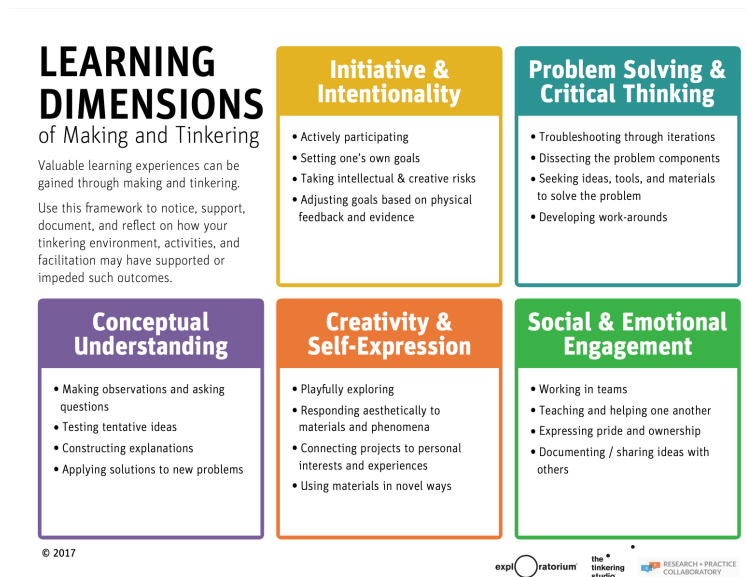 LEARNING
DIMENSIONS
of Making and Tinkering
Valuable learning experiences can be
gained through making and tinkering.
Use this framework to notice, support,
document, and reflect on how your
tinkering environment, activities, and
facilitation may have supported or
impeded such outcomes.
Initiative &
Intentionality
• Actively participating
• Setting one's own goals
• Taking intellectual & creative risks
• Adjusting goals based on physical
feedback and evidence
Problem Solving &
Critical Thinking
• Troubleshooting through iterations
• Dissecting the problem components
• Seeking ideas, tools, and materials
to solve the problem
• Developing work-arounds
Conceptual
Understanding
• Making observations and asking
questions
• Testing tentative ideas
• Constructing explanations
• Applying solutions to new problems
Creativity &
Self-Expression
• Playfully exploring
• Responding aesthetically to
materials and phenomena
• Connecting projects to personal
interests and experiences
• Using materials in novel ways
Social & Emotional
Engagement
• Working in teams
• Teaching and helping one another
• Expressing pride and ownership
• Documenting / sharing ideas with
others
© 2017
exploratorium
the
tinkering
studio
RESEARCH + PRACTICE
COLLABORATORY